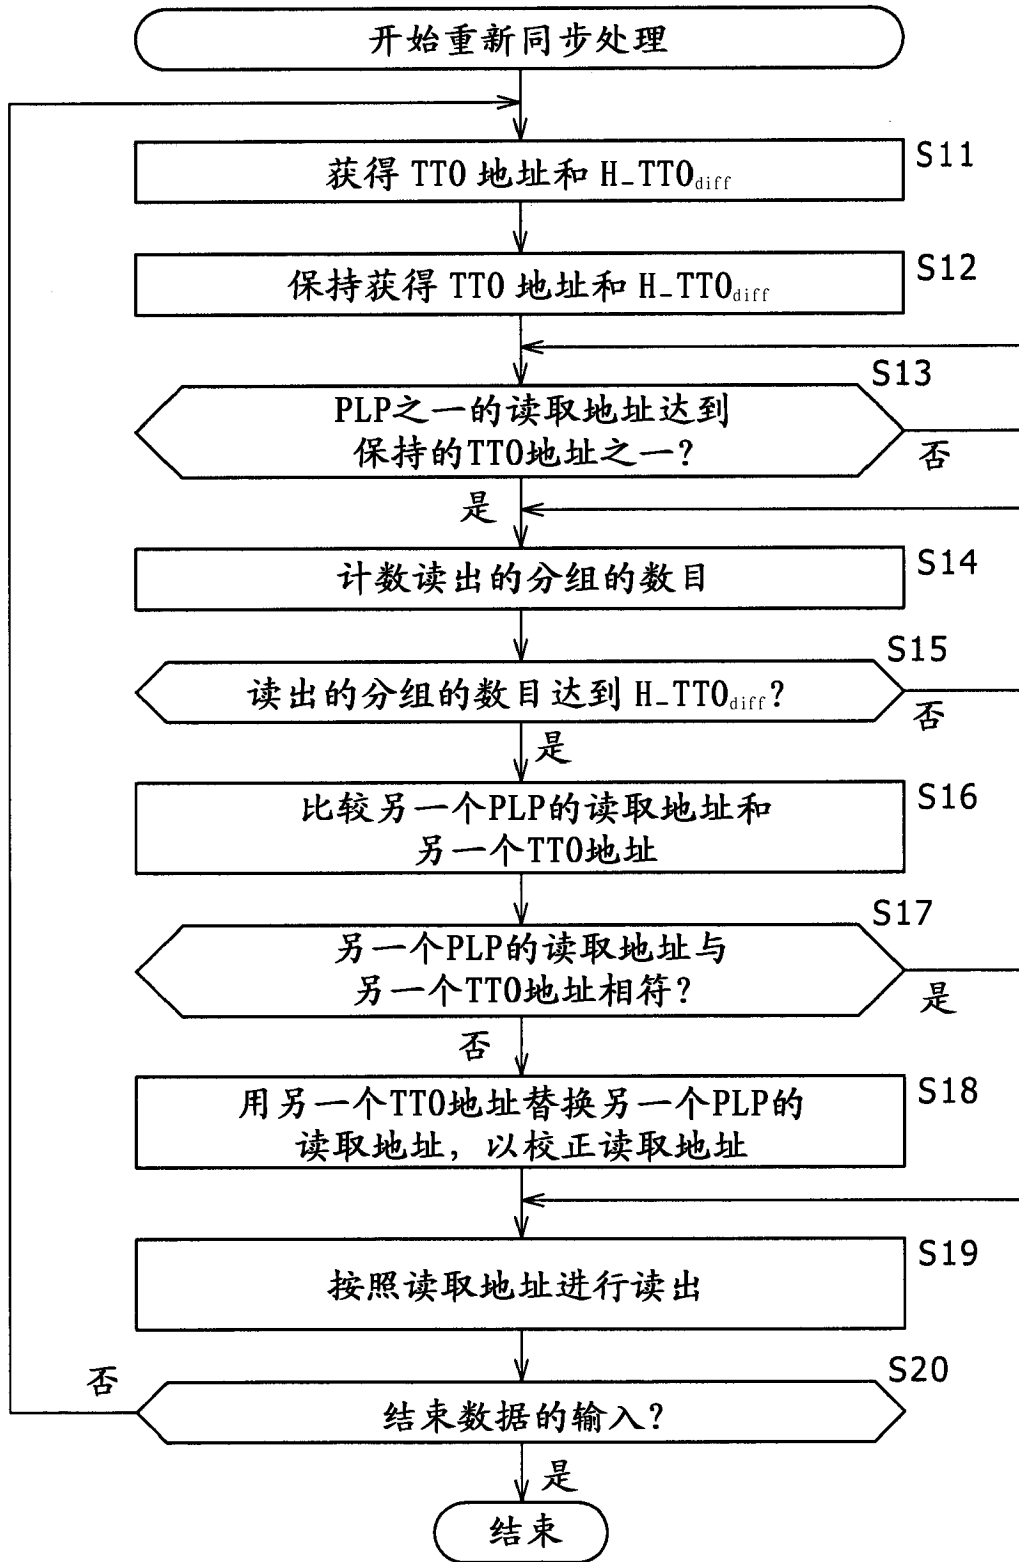 开始重新同步处理
获得 TTO 地址和 H_TTOdiff
S11
保持获得 TTO 地址和 H_TTOdiff
S12
S13
PLP之一的读取地址达到
保持的TTO地址之一?
否
是
计数读出的分组的数目
S14
S15
读出的分组的数目达到 H_TTOdiff?
否
是
比较另一个PLP的读取地址和
另一个TTO地址
S16
S17
另一个PLP的读取地址与
另一个TTO地址相符?
是
否
用另一个TTO地址替换另一个PLP的
读取地址，以校正读取地址
S18
按照读取地址进行读出
S19
S20
否
结束数据的输入?
是
结束